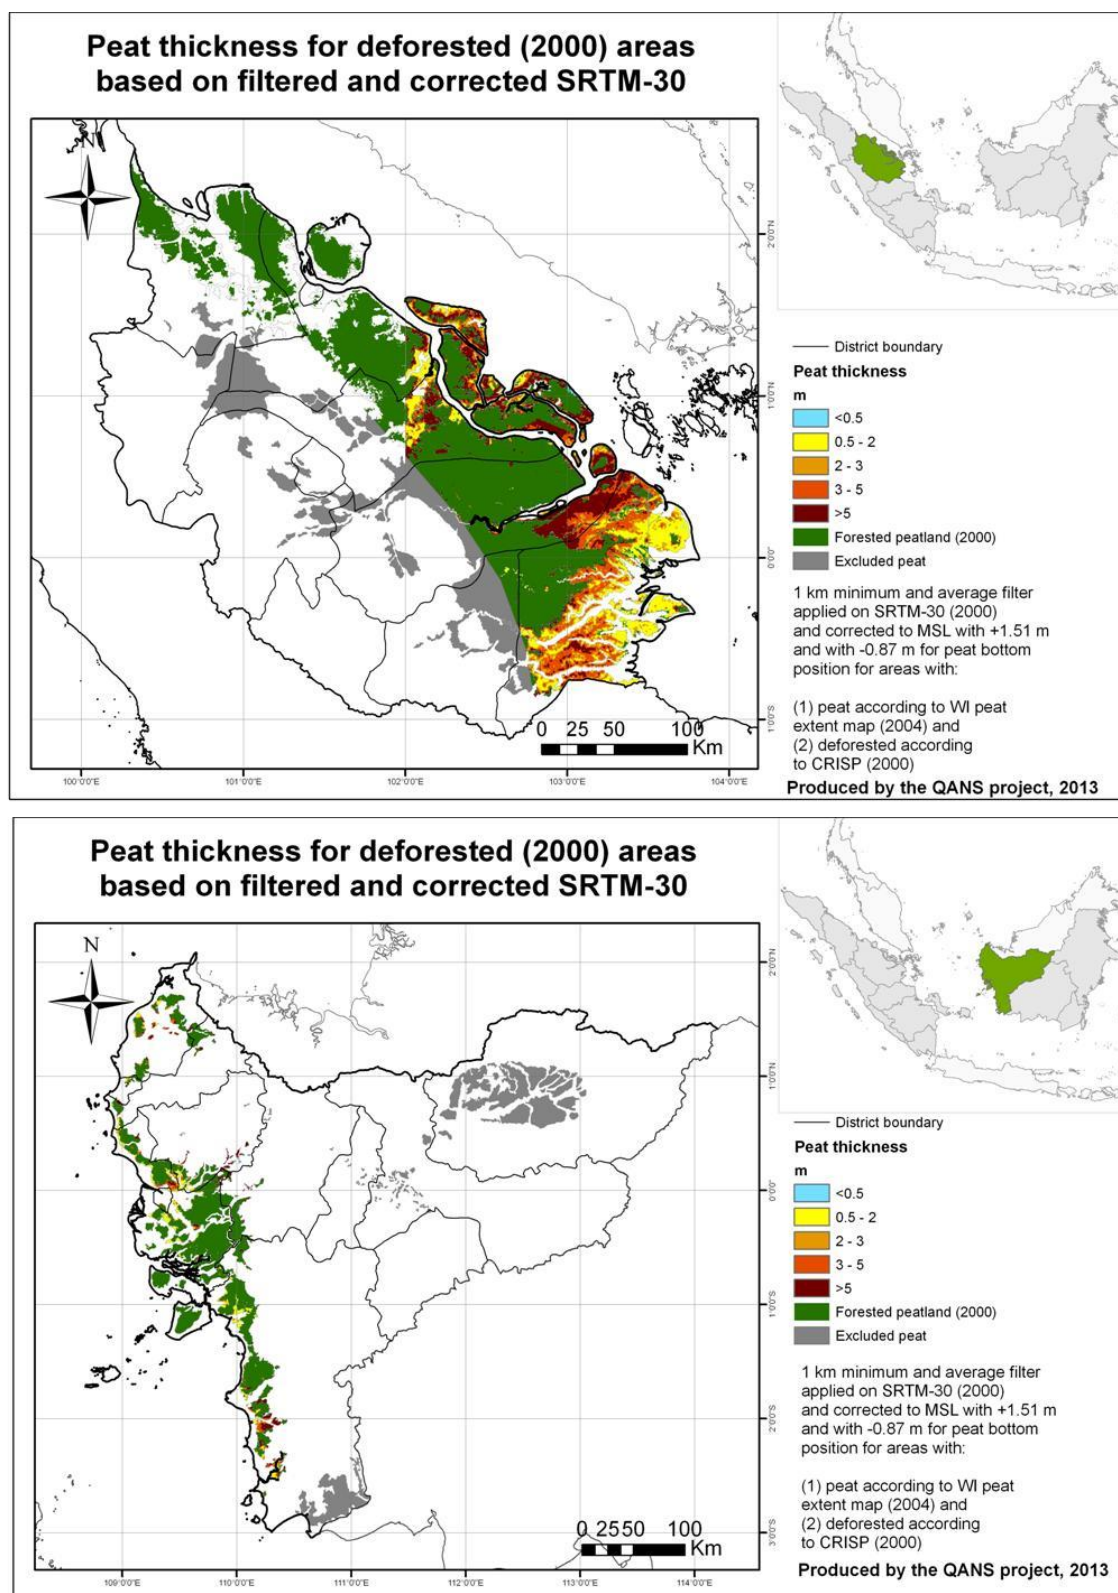 Peat thickness for deforested (2000) areas
based on filtered and corrected SRTM-30
N
2°0'0"N
1°0'0"N
0°0'0"
1°0'0"S
100°0'0"E
101°0'0"E
102°0'0"E
103°0'0"E
104°0'0"E
0 25 50 100
Km
District boundary
Peat thickness
m
<0.5
0.5 - 2
2 - 3
3 - 5
>5
Forested peatland (2000)
Excluded peat
1 km minimum and average filter
applied on SRTM-30 (2000)
and corrected to MSL with +1.51 m
and with -0.87 m for peat bottom
position for areas with:
(1) peat according to WI peat
extent map (2004) and
(2) deforested according
to CRISP (2000)
Produced by the QANS project, 2013
Peat thickness for deforested (2000) areas
based on filtered and corrected SRTM-30
N
2°0'0"N
1°0'0"N
0°0'0"
1°0'0"S
2°0'0"S
3°0'0"S
109°0'0"E
110°0'0"E
111°0'0"E
112°0'0"E
113°0'0"E
114°0'0"E
0 25 50 100
Km
District boundary
Peat thickness
m
<0.5
0.5 - 2
2 - 3
3 - 5
>5
Forested peatland (2000)
Excluded peat
1 km minimum and average filter
applied on SRTM-30 (2000)
and corrected to MSL with +1.51 m
and with -0.87 m for peat bottom
position for areas with:
(1) peat according to WI peat
extent map (2004) and
(2) deforested according
to CRISP (2000)
Produced by the QANS project, 2013